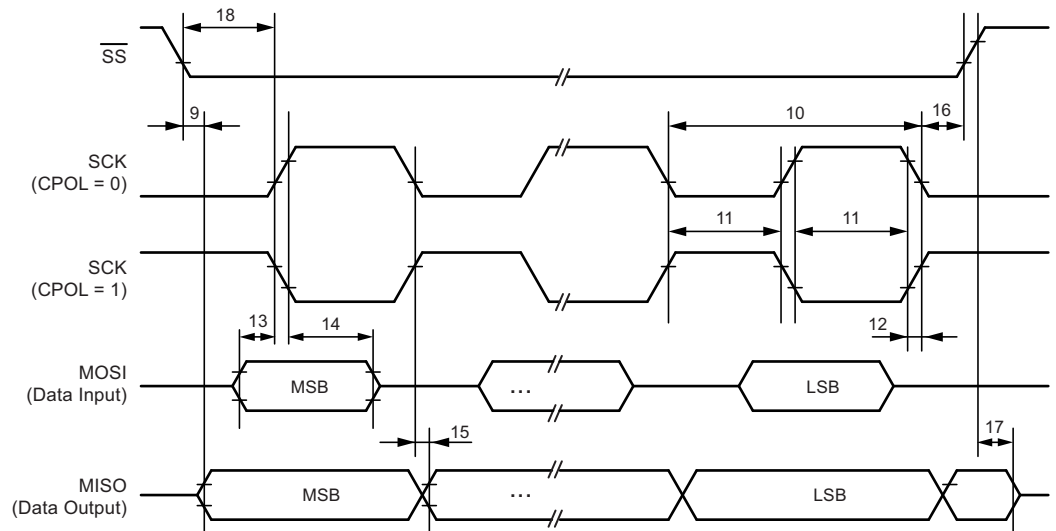 18
SS
9
10
16
SCK
(CPOL = 0)
11
11
SCK
(CPOL = 1)
13
14
12
MOSI
(Data Input)
MSB
...
LSB
15
17
MISO
(Data Output)
MSB
...
LSB